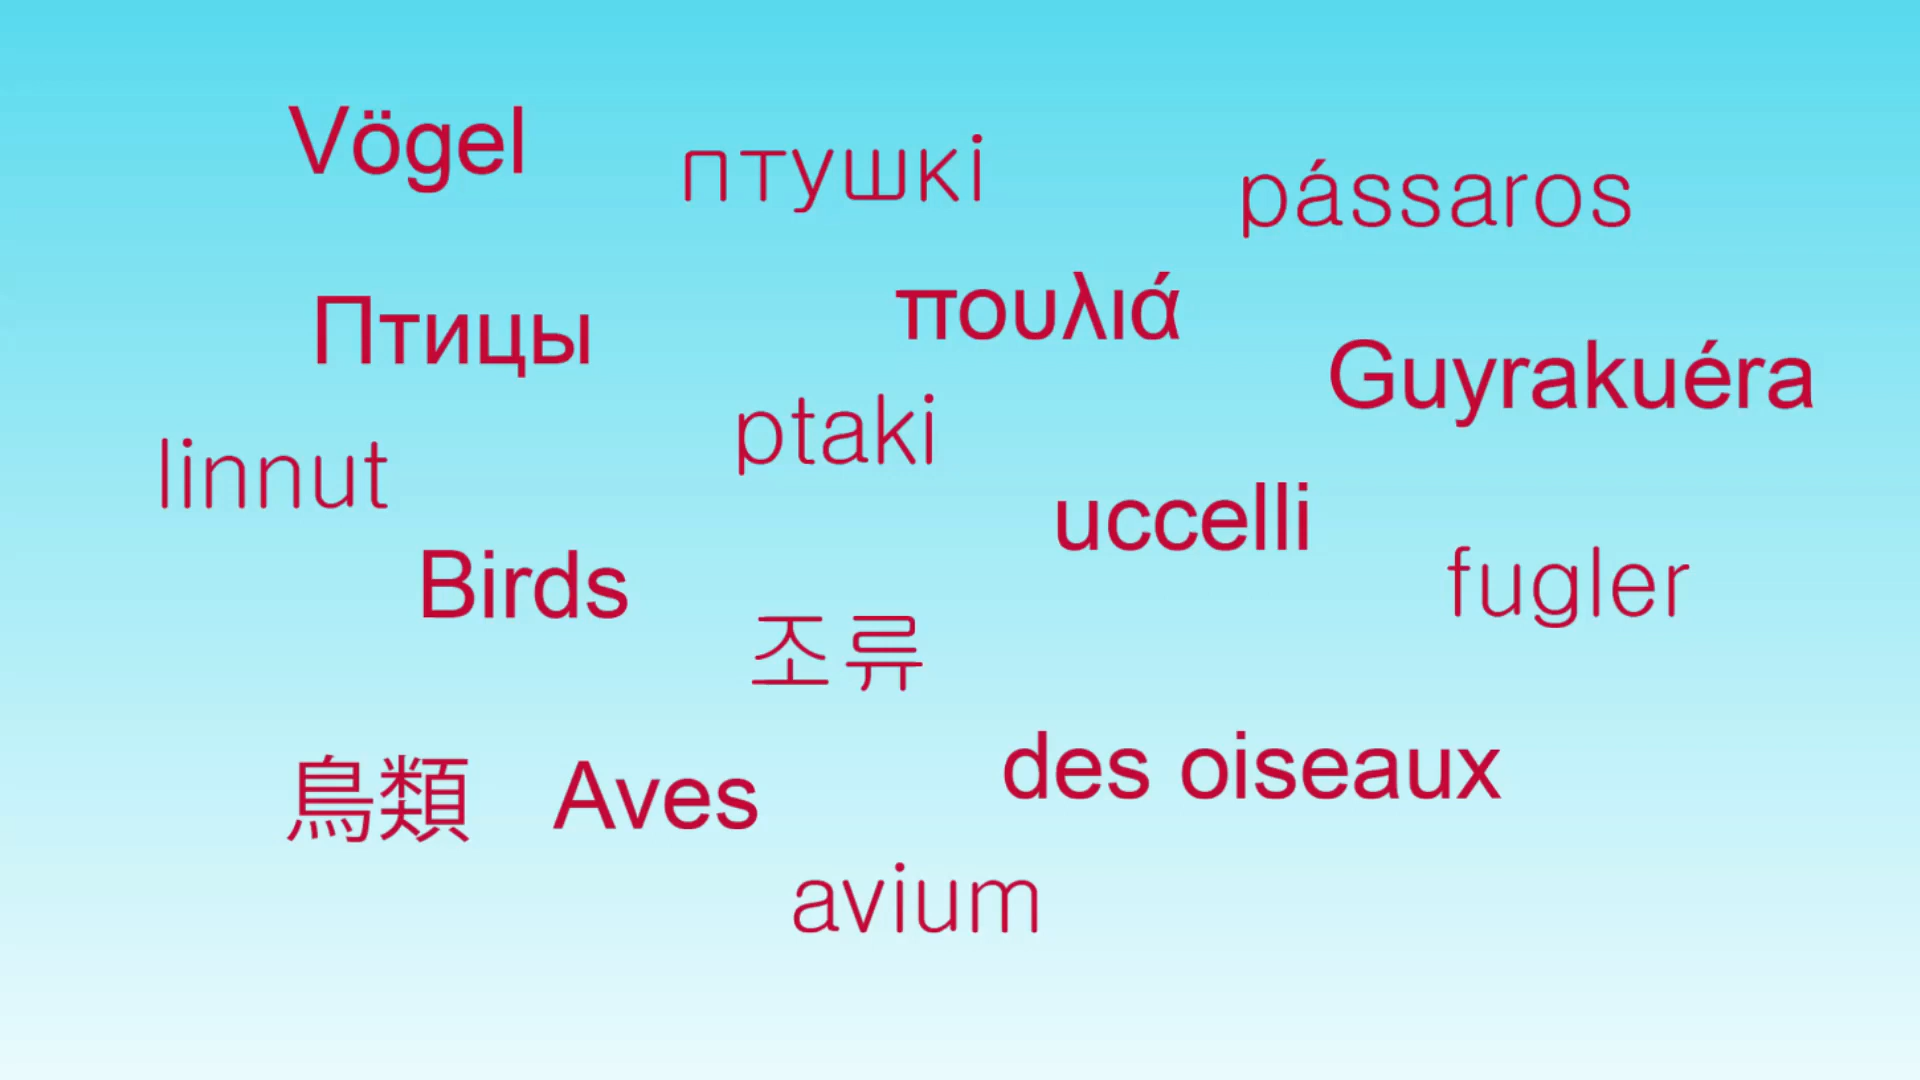 Vögel
птушкі
pássaros
Птицы
πουλιά
Guyrakuéra
ptaki
linnut
uccelli
Birds
fugler
조류
鳥類
Aves
des oiseaux
avium